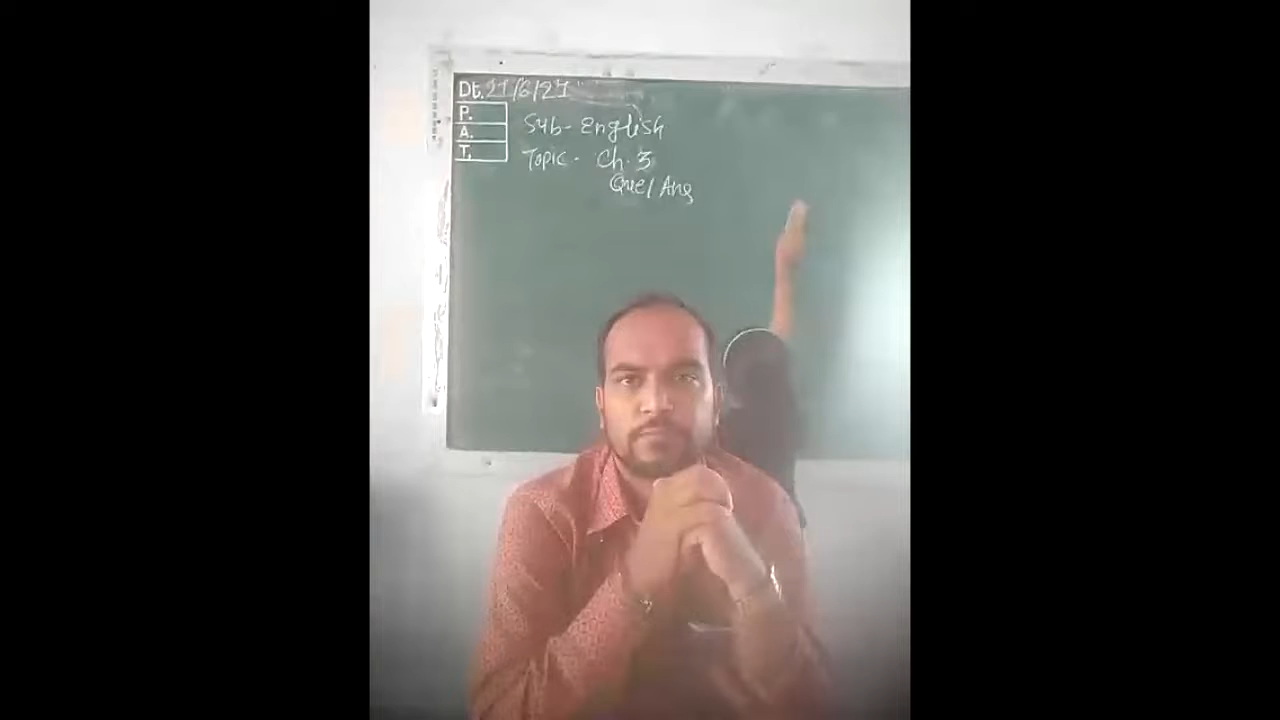 Dt. 21/6/21
P.
A.
T.
Sub- English
Topic - Ch. 3
Que/Ans